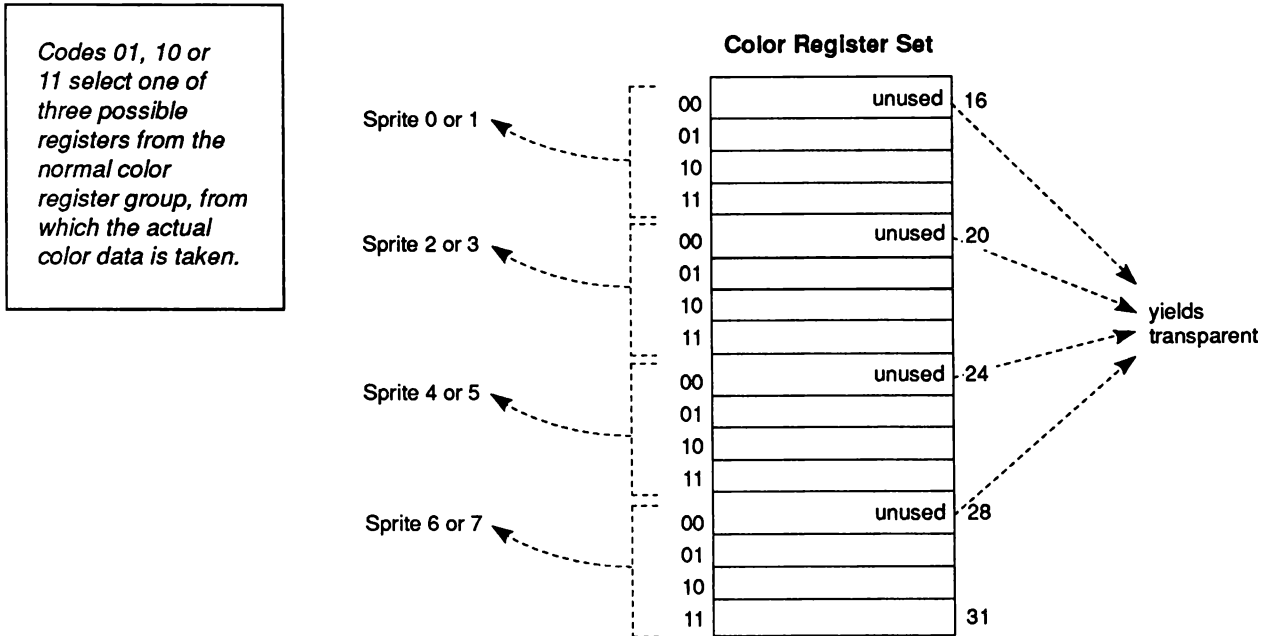 Codes 01, 10 or
11 select one of
three possible
registers from the
normal color
register group, from
which the actual
color data is taken.
Color Register Set
Sprite 0 or 1
00 unused 16
01
10
11
Sprite 2 or 3
00 unused 20
01
10
11
yields
transparent
Sprite 4 or 5
00 unused 24
01
10
11
Sprite 6 or 7
00 unused 28
01
10
11 31